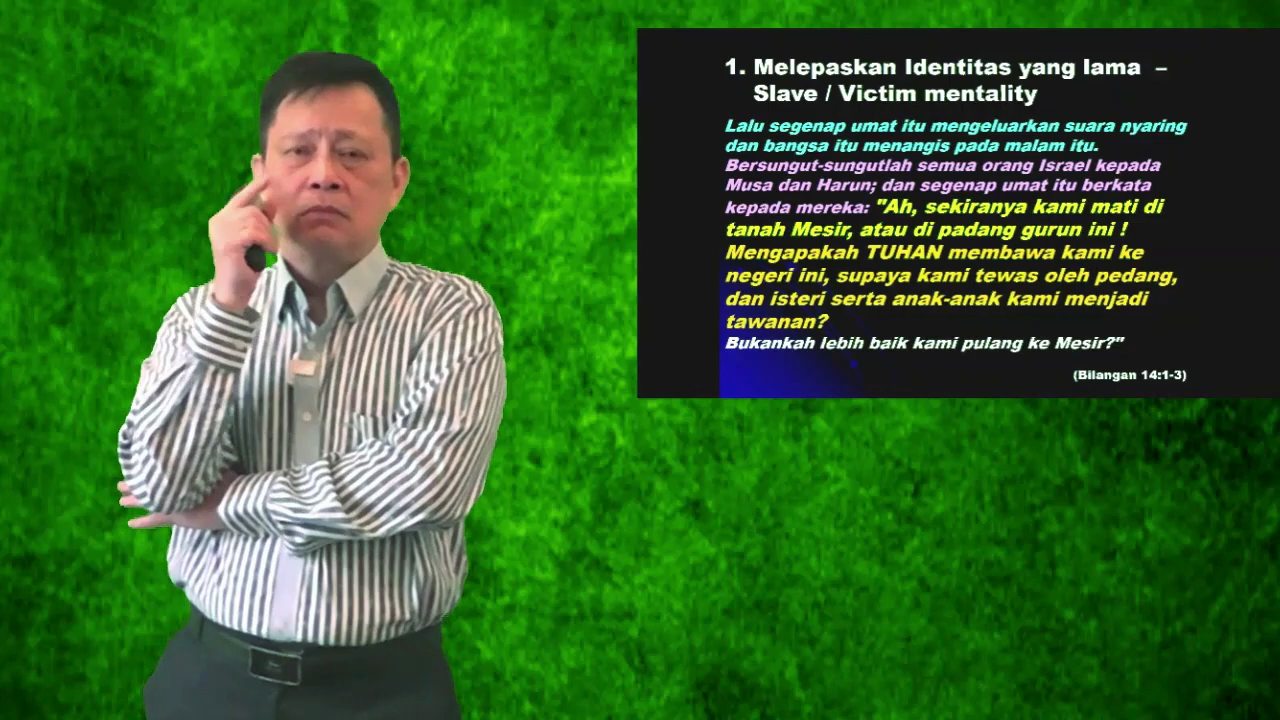 1. Melepaskan Identitas yang lama –
Slave / Victim mentality
Lalu segenap umat itu mengeluarkan suara nyaring
dan bangsa itu menangis pada malam itu.
Bersungut-sungutlah semua orang Israel kepada
Musa dan Harun; dan segenap umat itu berkata
kepada mereka: "Ah, sekiranya kami mati di
tanah Mesir, atau di padang gurun ini !
Mengapakah TUHAN membawa kami ke
negeri ini, supaya kami tewas oleh pedang,
dan isteri serta anak-anak kami menjadi
tawanan?
Bukankah lebih baik kami pulang ke Mesir?"
(Bilangan 14:1-3)